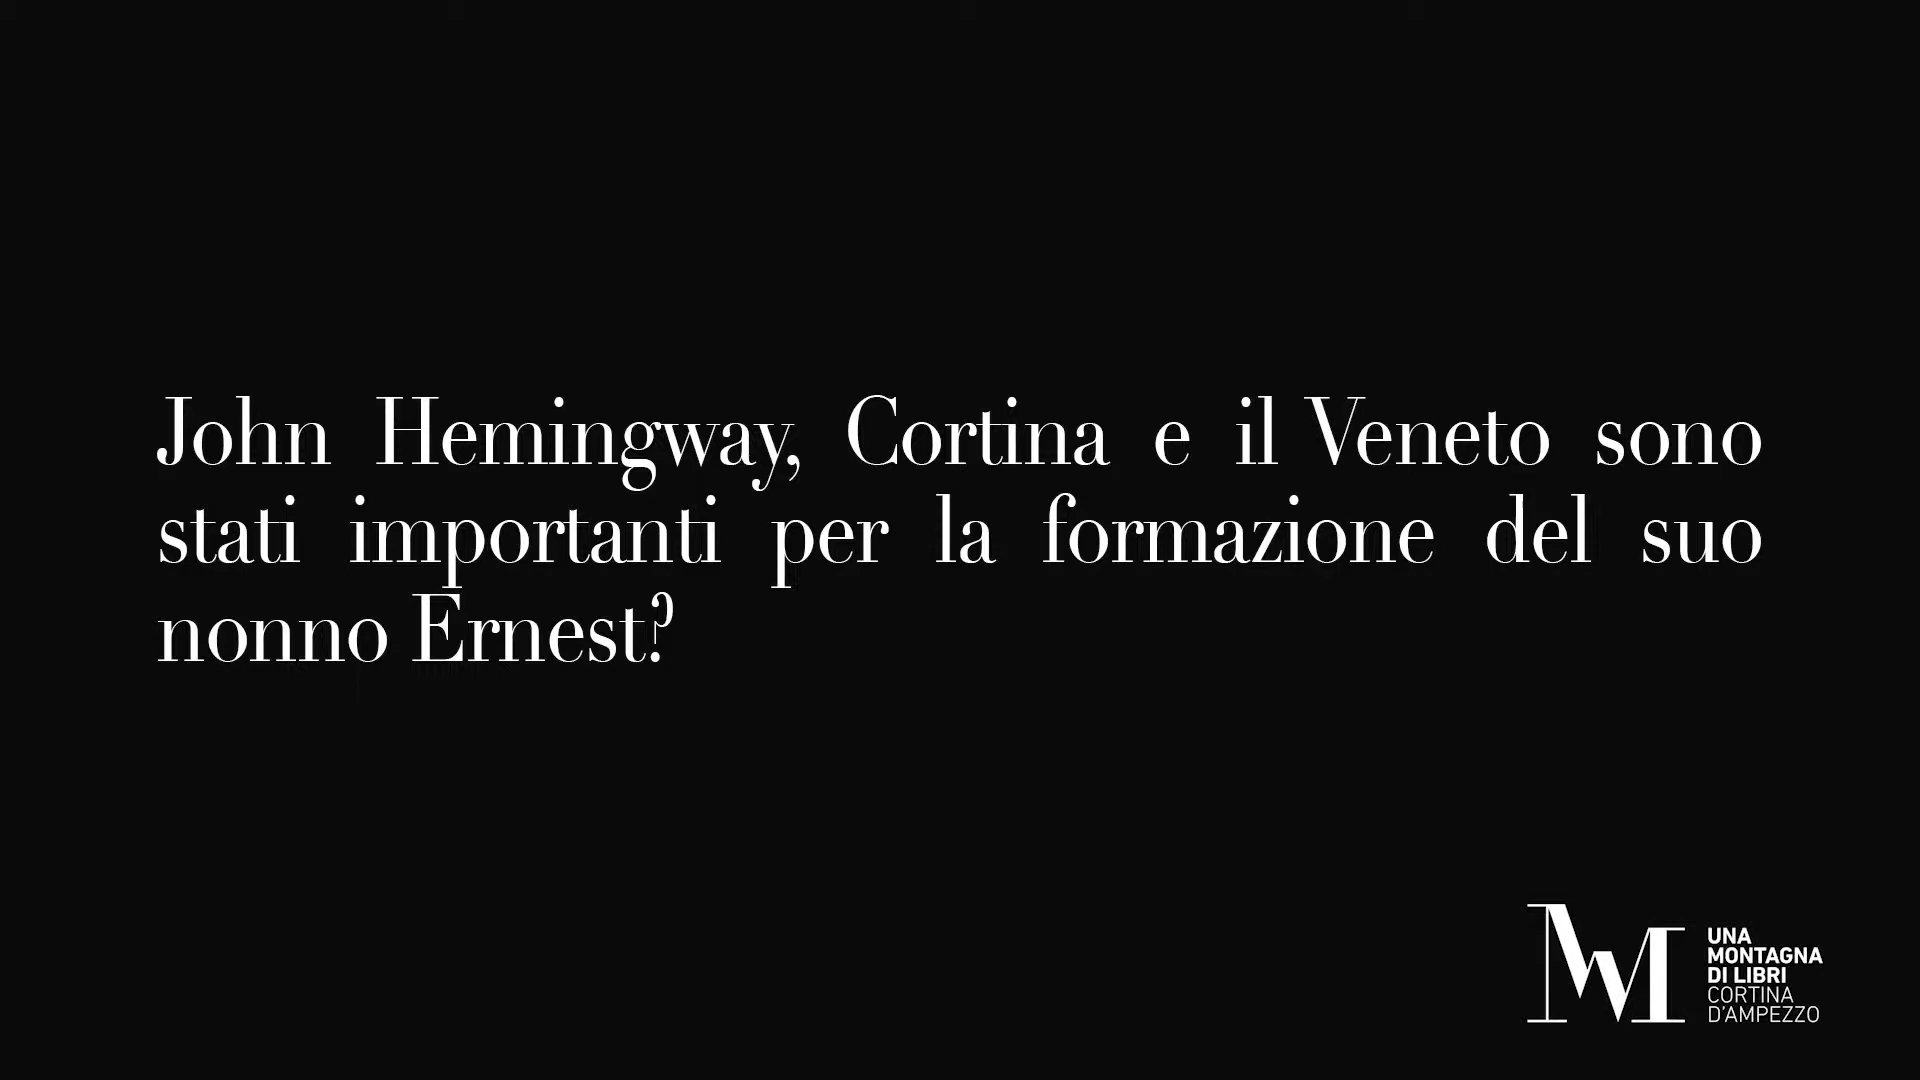 John Hemingway, Cortina e il Veneto sono
stati importanti per la formazione del suo
nonno Ernest?
UNA
MONTAGNA
DI LIBRI
CORTINA
D'AMPEZZO